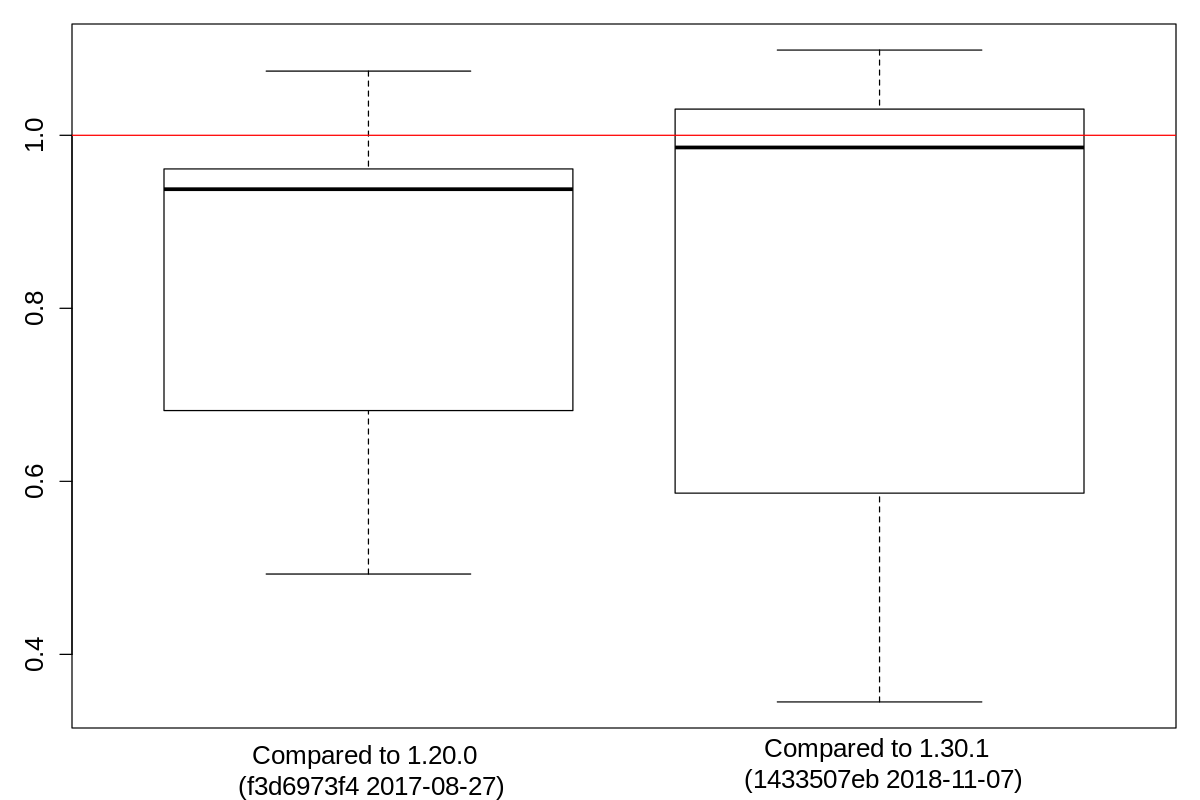 1.0
0.8
0.6
0.4
Compared to 1.20.0
(f3d6973f4 2017-08-27)
Compared to 1.30.1
(1433507eb 2018-11-07)